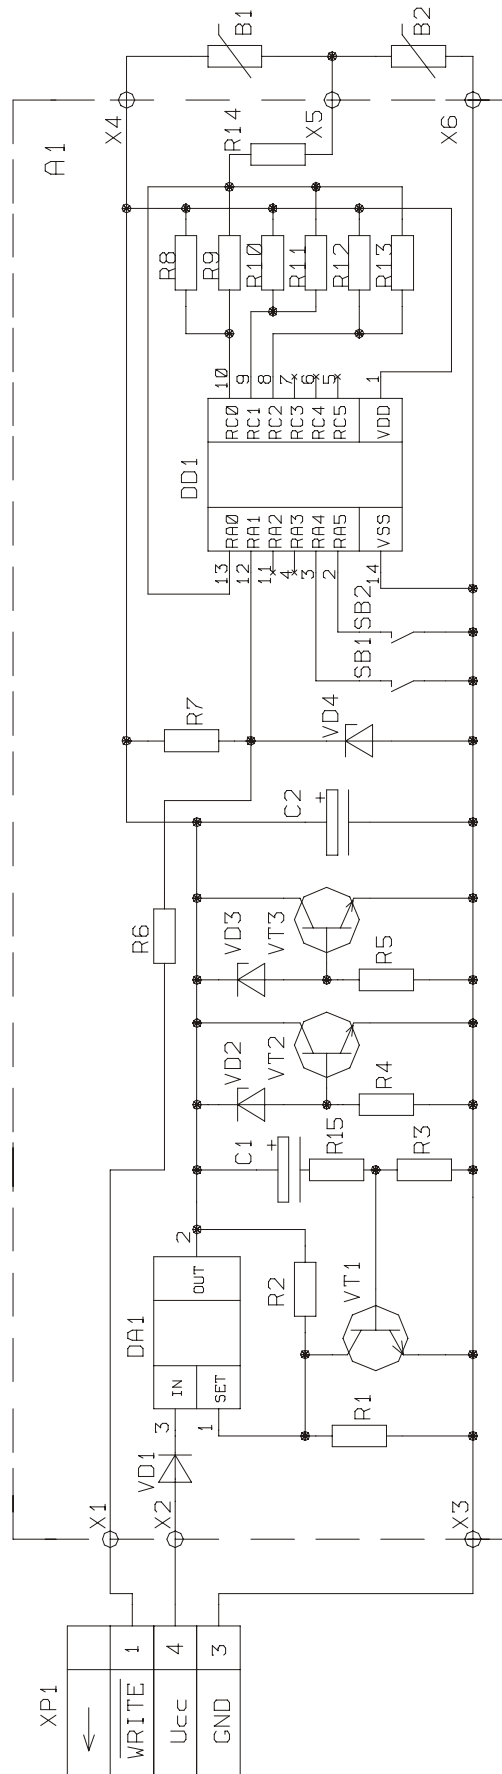 XP1
←
WRITE 1
Ucc 4
GND 3
A1
X1
X2
X3
VD1
3 IN
1 SET
DA1
OUT 2
R1
R2
VT1
C1
+
R15
R3
VD2
VT2
R4
VD3
VT3
R5
R6
C2
+
R7
VD4
SB1
SB2
DD1
13 RA0
12 RA1
11 RA2
4 RA3
3 RA4
2 RA5
14 VSS
RC0 10
RC1 9
RC2 8
RC3 7
RC4 6
RC5 5
VDD 1
R8
R9
R10
R11
R12
R13
R14
X4
X5
X6
B1
B2